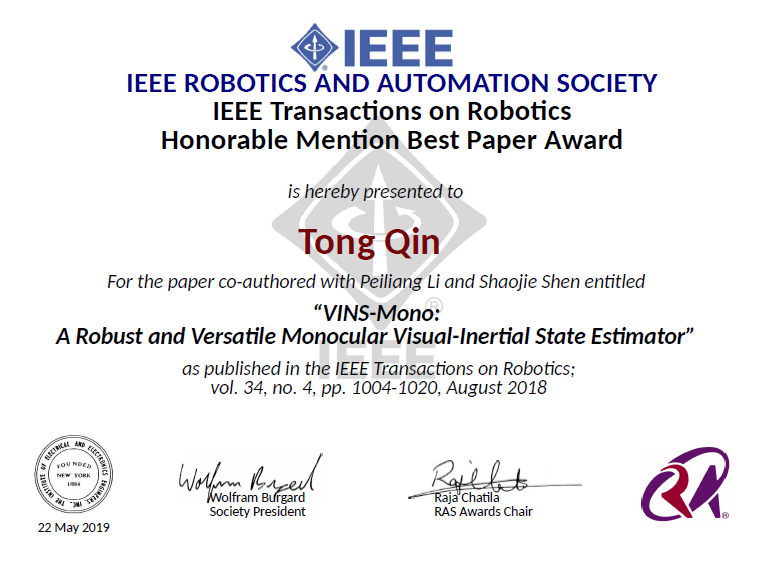 IEEE
IEEE ROBOTICS AND AUTOMATION SOCIETY
IEEE Transactions on Robotics
Honorable Mention Best Paper Award
is hereby presented to
Tong Qin
For the paper co-authored with Peiliang Li and Shaojie Shen entitled
“VINS-Mono:
A Robust and Versatile Monocular Visual-Inertial State Estimator”
IEEE
as published in the IEEE Transactions on Robotics;
vol. 34, no. 4, pp. 1004-1020, August 2018
THE INSTITUTE OF ELECTRICAL AND ELECTRONICS ENGINEERS, INC.
FOUNDED
NEW YORK
1884
22 May 2019
Wolfram Burgard
Wolfram Burgard
Society President
Raja Chatila
RAS Awards Chair
RA